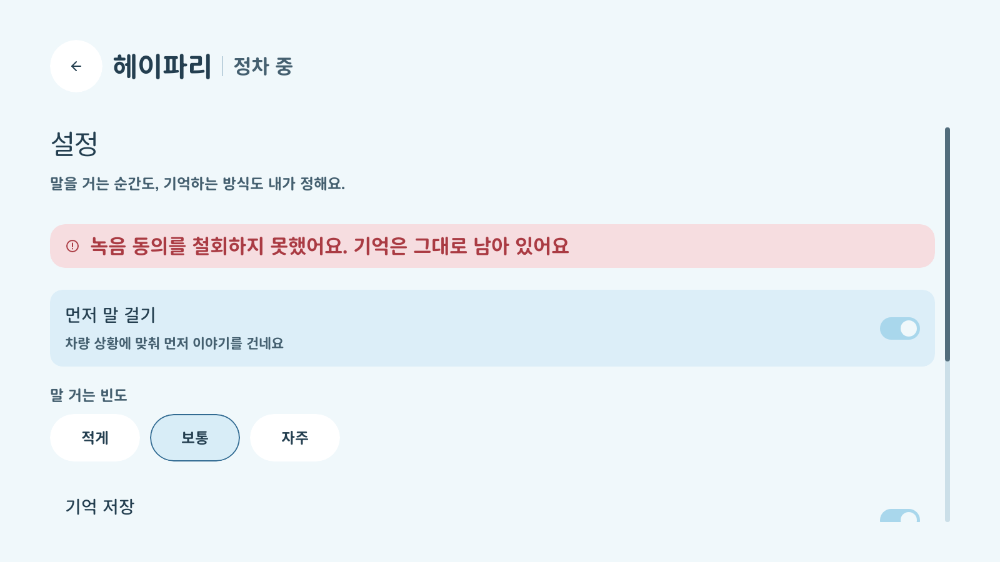 헤이파리
정차 중
설정
말을 거는 순간도, 기억하는 방식도 내가 정해요.
녹음 동의를 철회하지 못했어요. 기억은 그대로 남아 있어요
먼저 말 걸기
차량 상황에 맞춰 먼저 이야기를 건네요
말 거는 빈도
적게
보통
자주
기억 저장